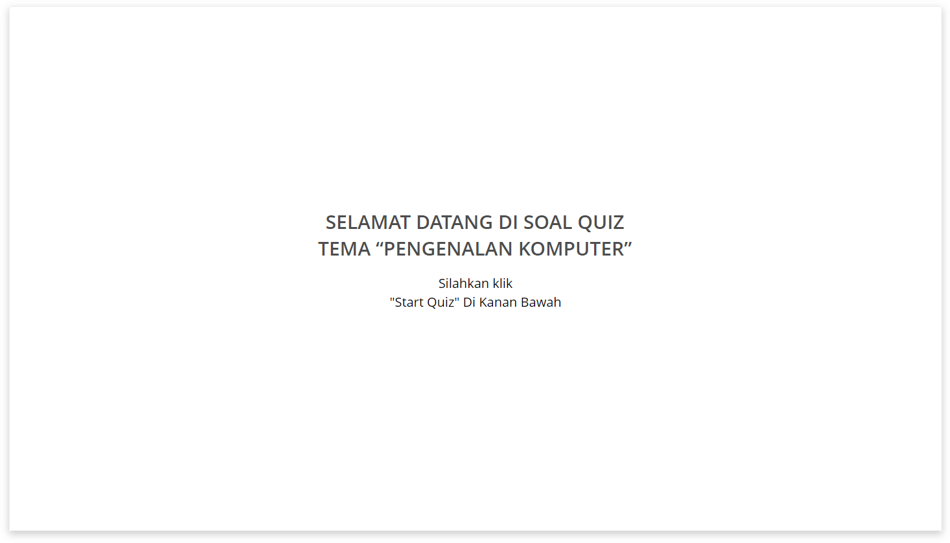 SELAMAT DATANG DI SOAL QUIZ
TEMA “PENGENALAN KOMPUTER”
Silahkan klik
"Start Quiz" Di Kanan Bawah